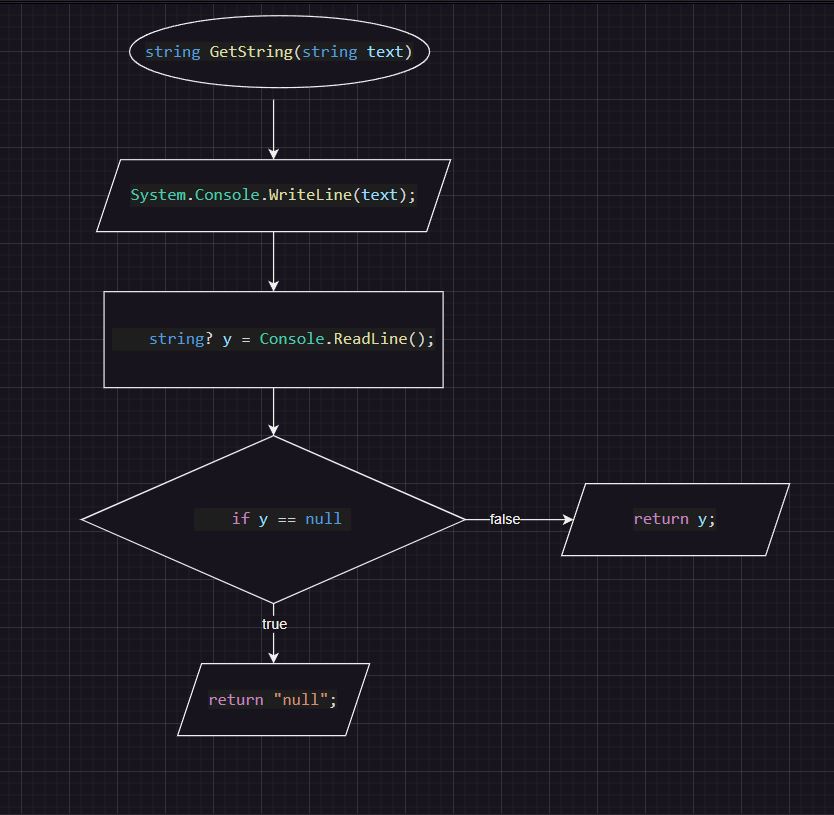 string GetString(string text)
System.Console.WriteLine(text);
string? y = Console.ReadLine();
if y == null
false
return y;
true
return "null";